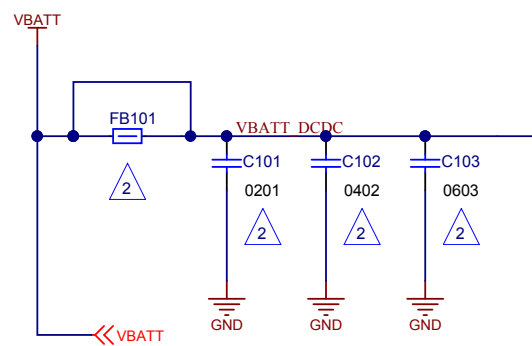 VBATT
FB101
2
VBATT_DCDC
C101
0201
2
C102
0402
2
C103
0603
2
GND
GND
GND
VBATT